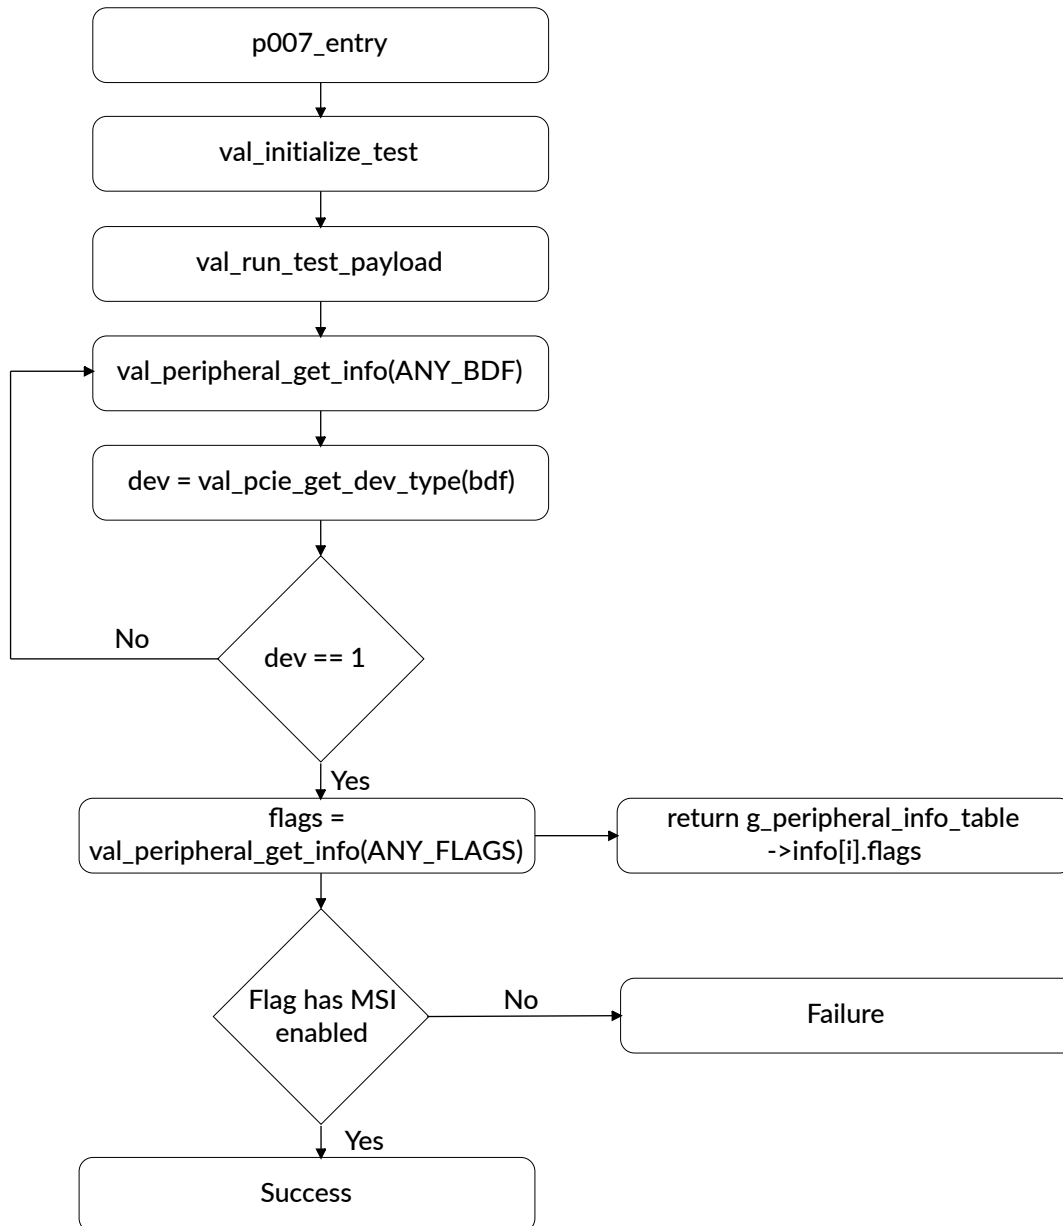 p007_entry
val_initialize_test
val_run_test_payload
val_peripheral_get_info(ANY_BDF)
dev = val_pcie_get_dev_type(bdf)
No
dev == 1
Yes
flags =
val_peripheral_get_info(ANY_FLAGS)
return g_peripheral_info_table
->info[i].flags
Flag has MSI
enabled
No
Failure
Yes
Success